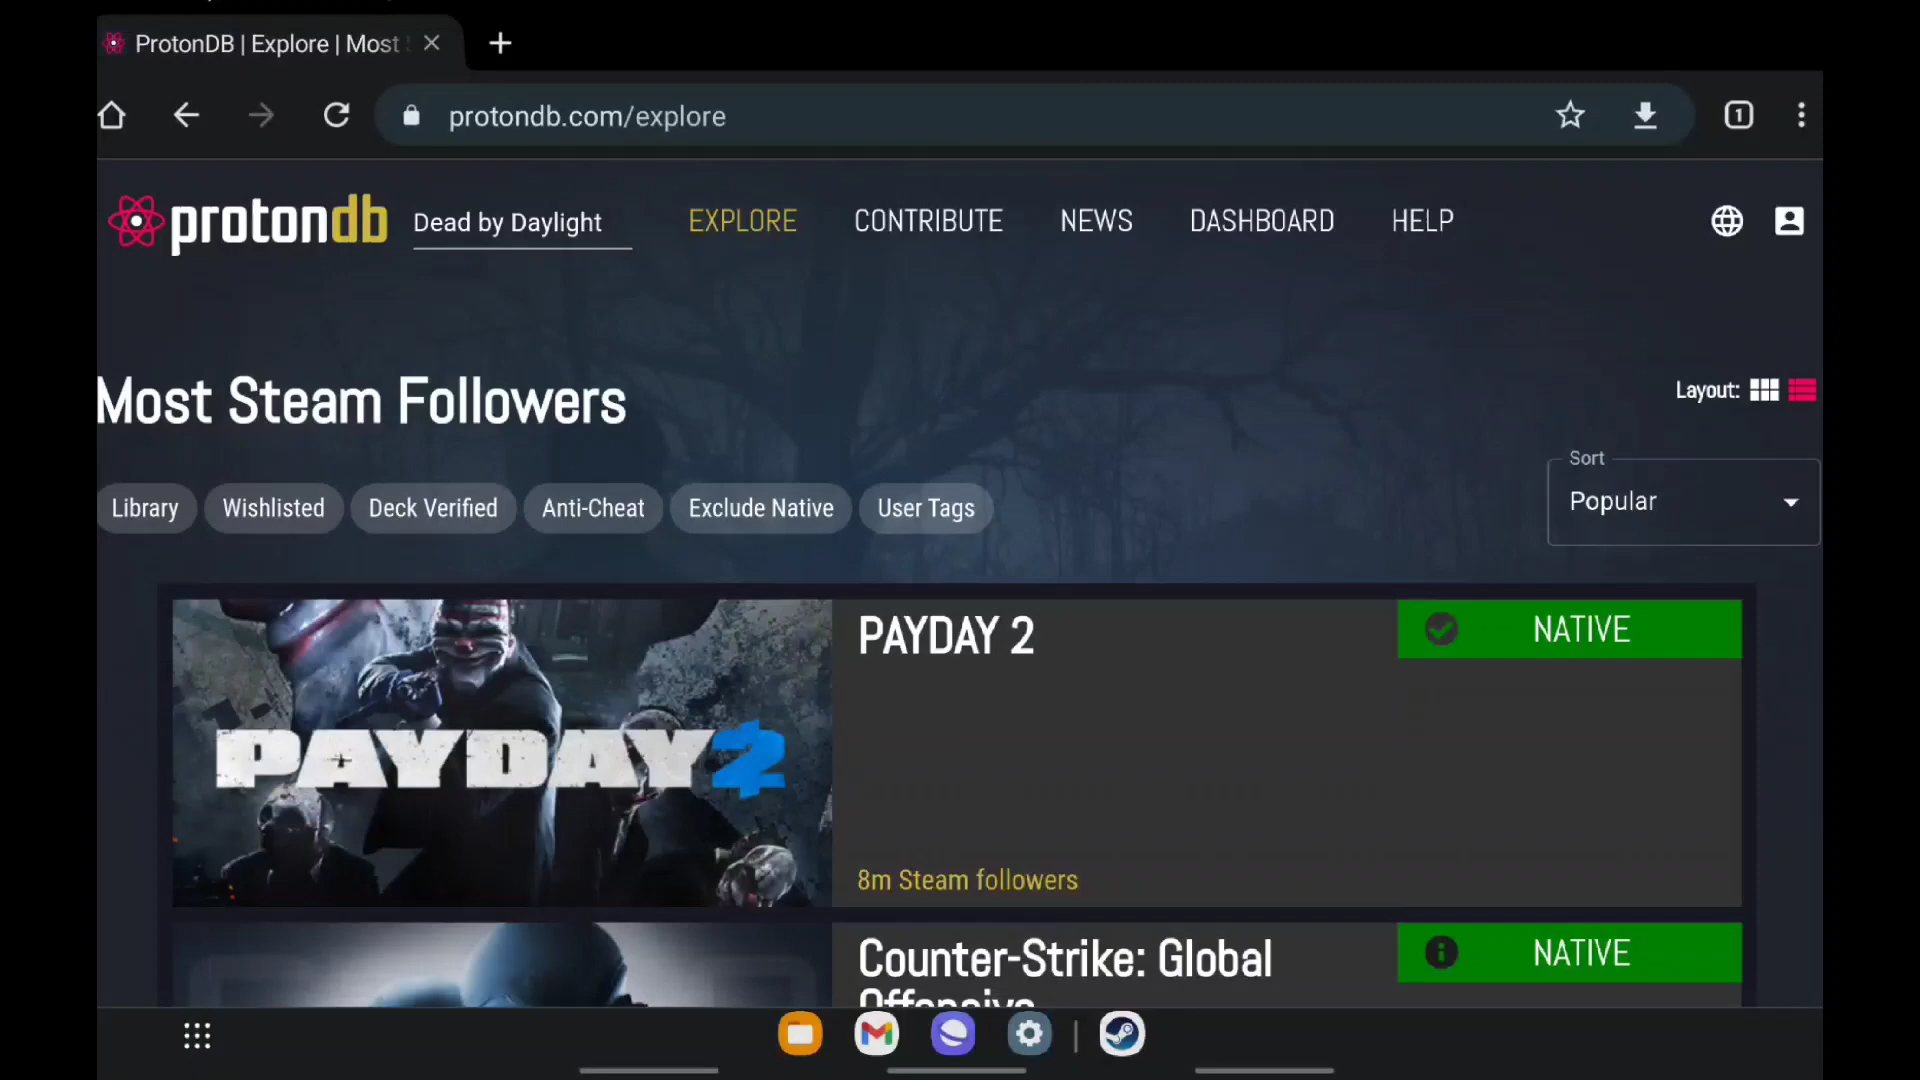 ProtonDB | Explore | Most
protondb.com/explore
1
protondb
Dead by Daylight
EXPLORE
CONTRIBUTE
NEWS
DASHBOARD
HELP
Most Steam Followers
Layout:
Library
Wishlisted
Deck Verified
Anti-Cheat
Exclude Native
User Tags
Sort
Popular
PAYDAY 2
PAYDAY 2
NATIVE
8m Steam followers
Counter-Strike: Global
Offensive
NATIVE